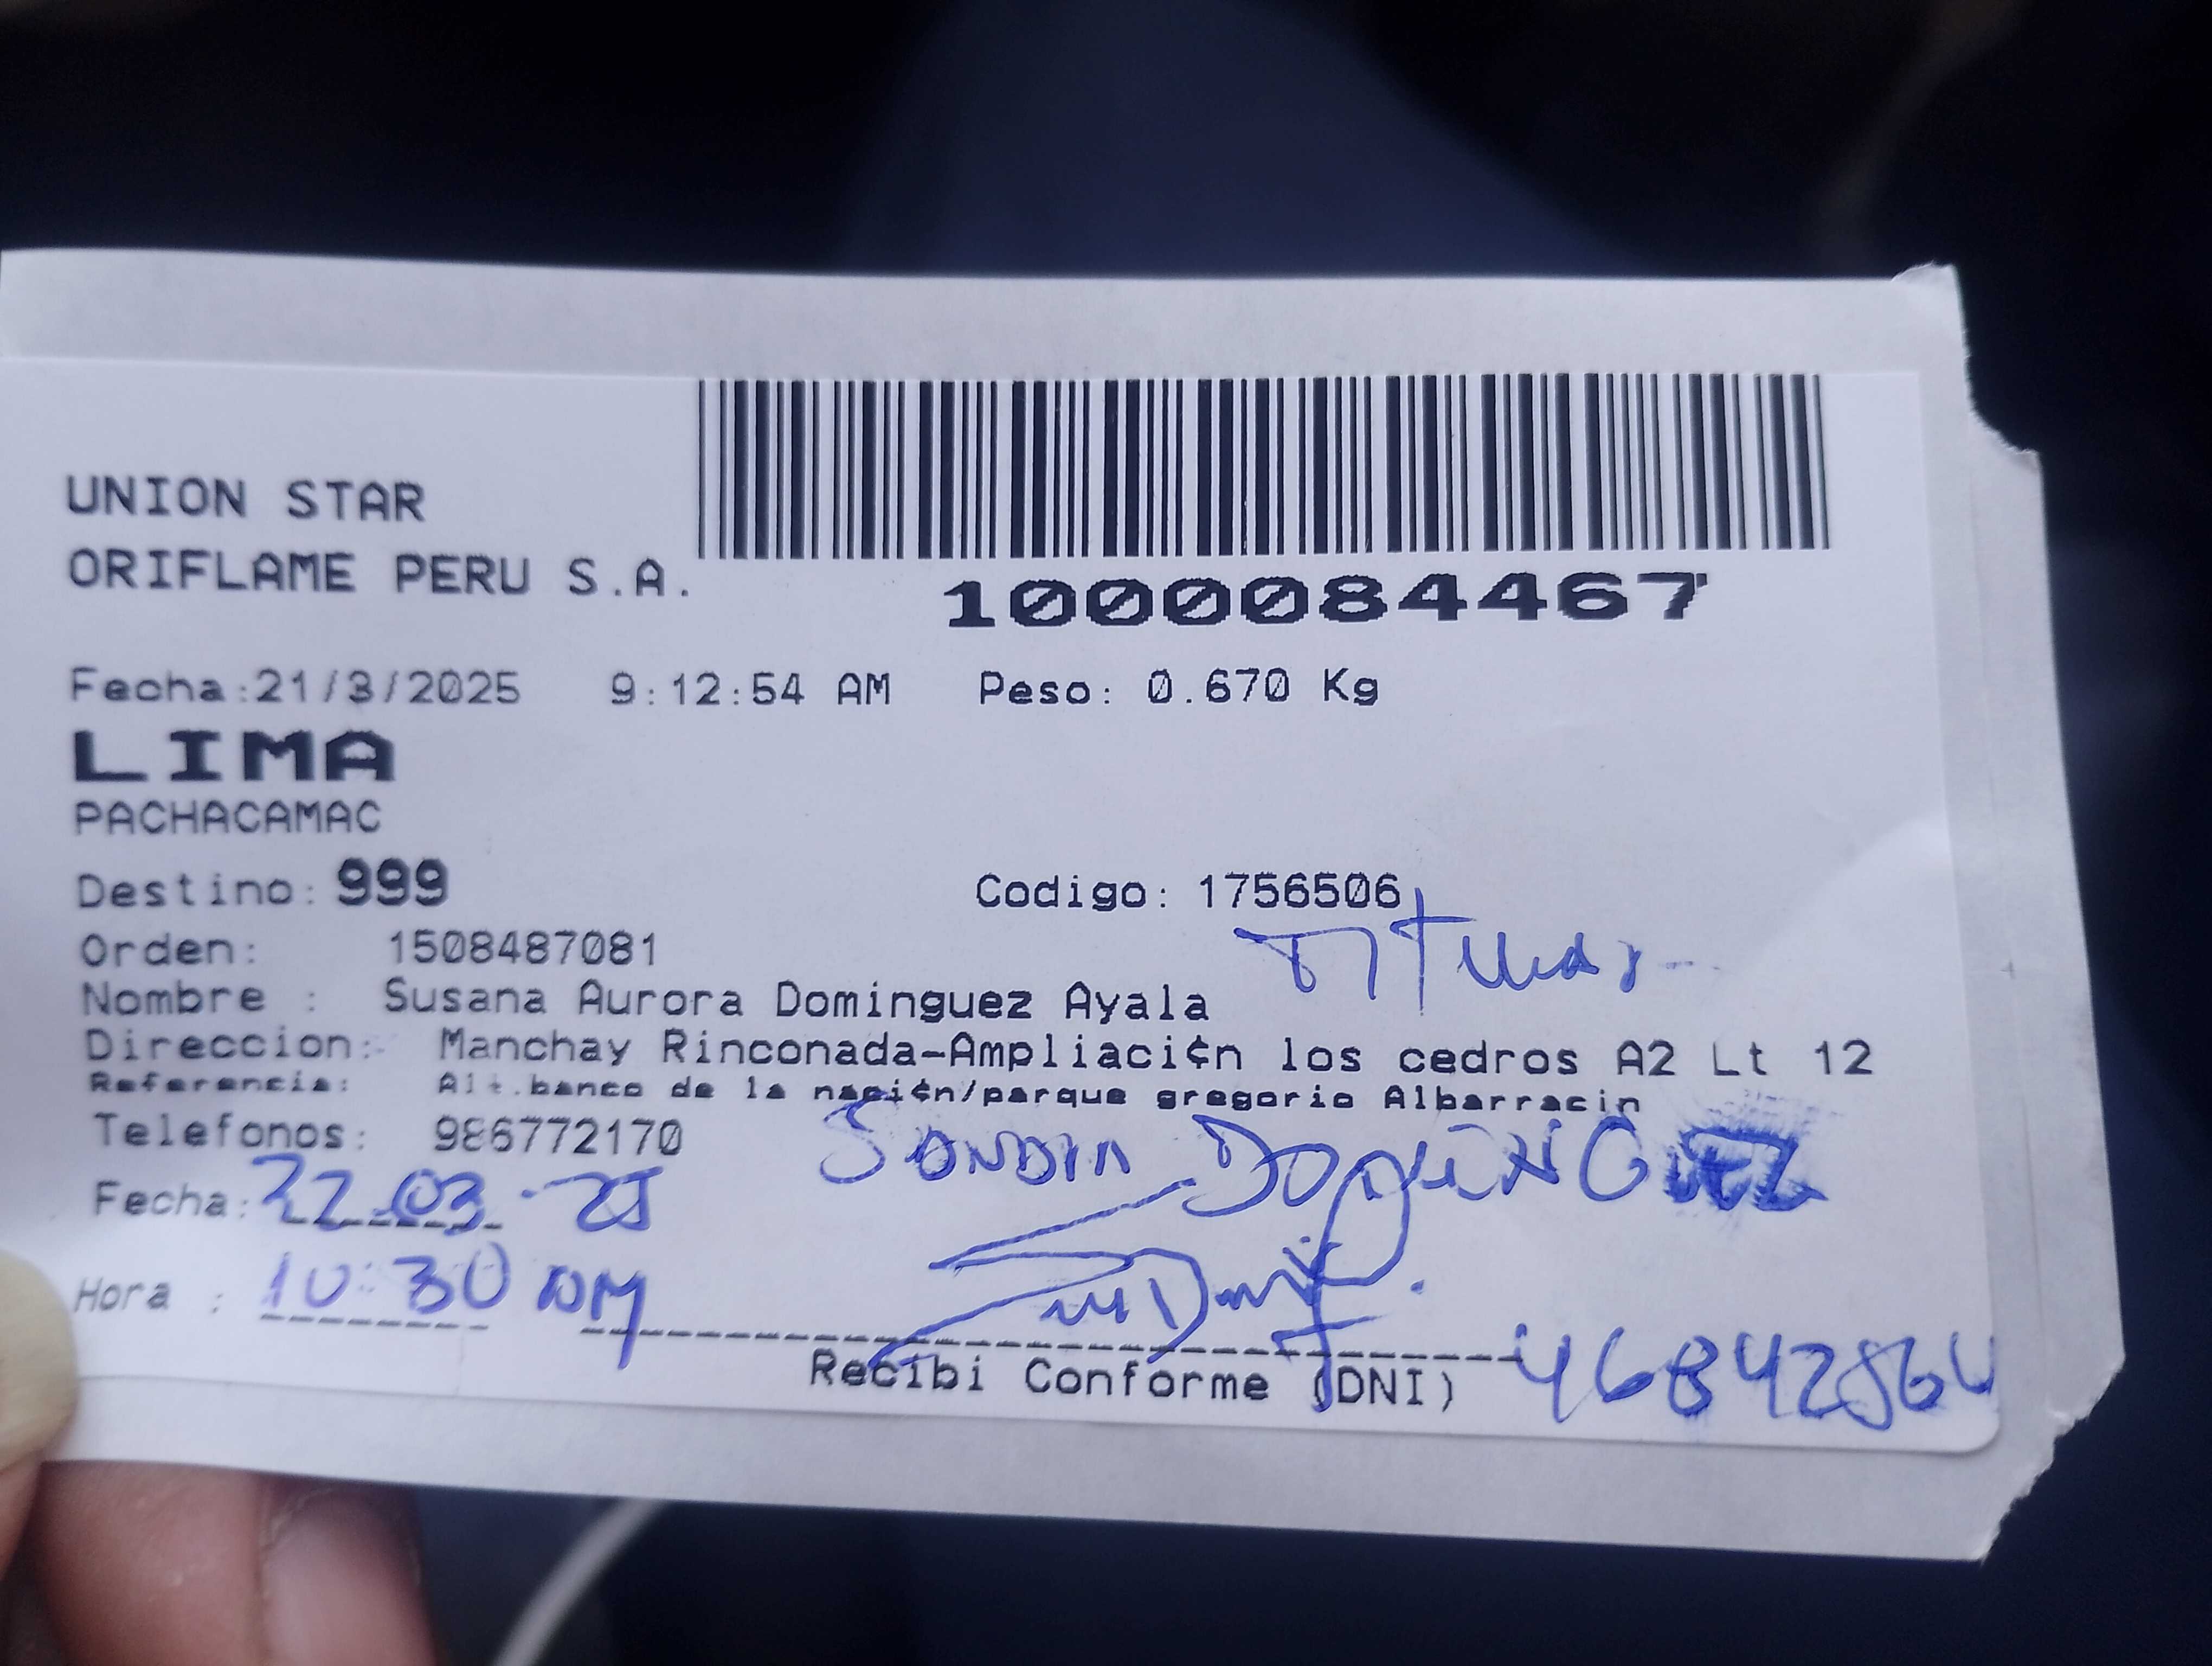 UNION STAR
ORIFLAME PERU S.A.
1000084467
Fecha:21/3/2025 9:12:54 AM Peso: 0.670 Kg
LIMA
PACHACAMAC
Destino: 999 Codigo: 1756506
Orden: 1508487081
Titular
Nombre : Susana Aurora Dominguez Ayala
Direccion: Manchay Rinconada-Ampliaci¢n los cedros A2 Lt 12
Referencia: Alt.banco de la naci¢n/parque gregorio Albarracin
Telefonos: 986772170
SANDRA DOMINGUEZ
Fecha: 22-03-25
Hora : 10:30 AM
Recibi Conforme (DNI)